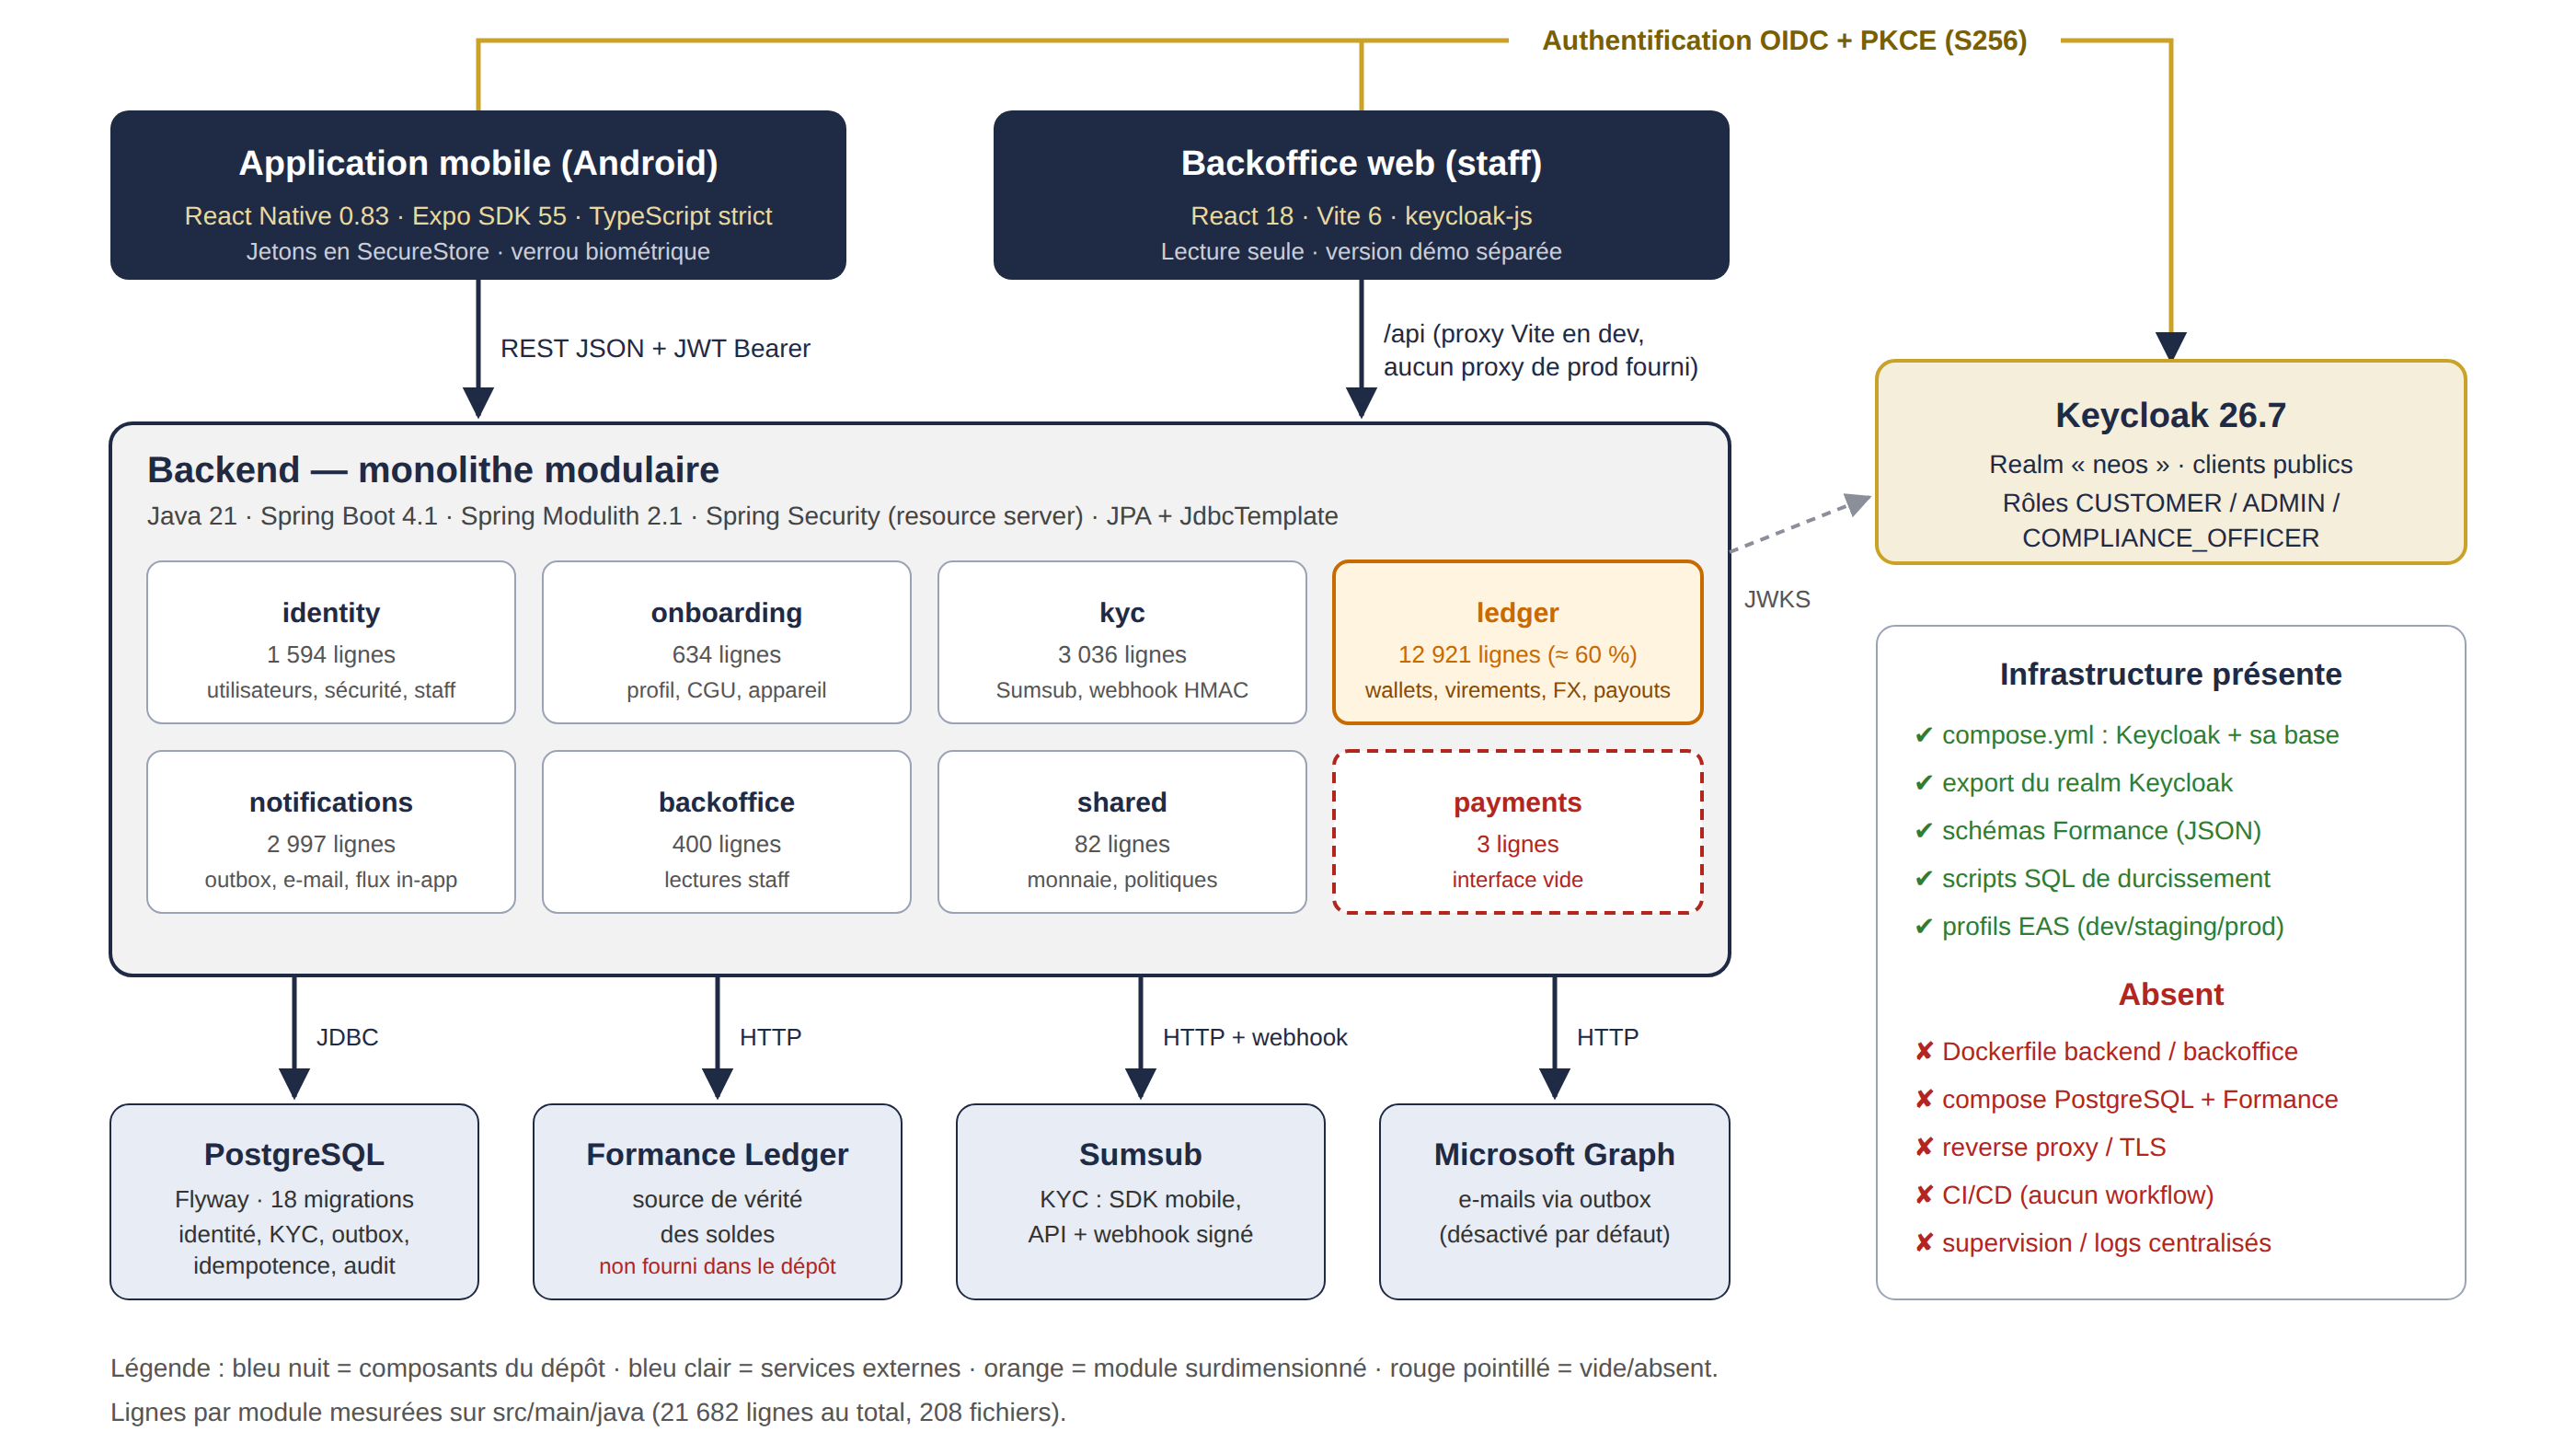 Authentification OIDC + PKCE (S256)
Application mobile (Android)
React Native 0.83 · Expo SDK 55 · TypeScript strict
Jetons en SecureStore · verrou biométrique
Backoffice web (staff)
React 18 · Vite 6 · keycloak-js
Lecture seule · version démo séparée
REST JSON + JWT Bearer
/api (proxy Vite en dev,
aucun proxy de prod fourni)
Keycloak 26.7
Realm « neos » · clients publics
Rôles CUSTOMER / ADMIN /
COMPLIANCE_OFFICER
Backend — monolithe modulaire
Java 21 · Spring Boot 4.1 · Spring Modulith 2.1 · Spring Security (resource server) · JPA + JdbcTemplate
identity
1 594 lignes
utilisateurs, sécurité, staff
onboarding
634 lignes
profil, CGU, appareil
kyc
3 036 lignes
Sumsub, webhook HMAC
ledger
12 921 lignes (≈ 60 %)
wallets, virements, FX, payouts
notifications
2 997 lignes
outbox, e-mail, flux in-app
backoffice
400 lignes
lectures staff
shared
82 lignes
monnaie, politiques
payments
3 lignes
interface vide
JWKS
Infrastructure présente
✔ compose.yml : Keycloak + sa base
✔ export du realm Keycloak
✔ schémas Formance (JSON)
✔ scripts SQL de durcissement
✔ profils EAS (dev/staging/prod)
Absent
✘ Dockerfile backend / backoffice
✘ compose PostgreSQL + Formance
✘ reverse proxy / TLS
✘ CI/CD (aucun workflow)
✘ supervision / logs centralisés
JDBC
HTTP
HTTP + webhook
HTTP
PostgreSQL
Flyway · 18 migrations
identité, KYC, outbox,
idempotence, audit
Formance Ledger
source de vérité
des soldes
non fourni dans le dépôt
Sumsub
KYC : SDK mobile,
API + webhook signé
Microsoft Graph
e-mails via outbox
(désactivé par défaut)
Légende : bleu nuit = composants du dépôt · bleu clair = services externes · orange = module surdimensionné · rouge pointillé = vide/absent.
Lignes par module mesurées sur src/main/java (21 682 lignes au total, 208 fichiers).